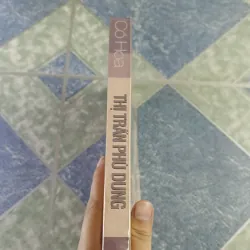 Cổ Hoa
THỊ TRẤN PHÙ DUNG